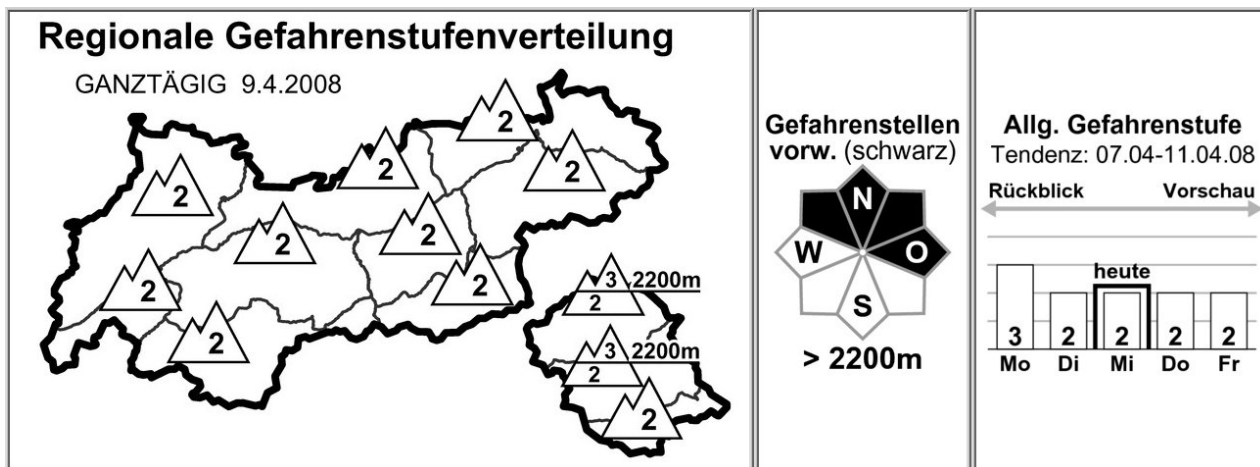 Regionale Gefahrenstufenverteilung
GANZTÄGIG 9.4.2008
2
2
2
2
2
2
2
2
2
2
3 2200m
2
3 2200m
2
2
Gefahrenstellen
vorw. (schwarz)
N
W O
S
> 2200m
Allg. Gefahrenstufe
Tendenz: 07.04-11.04.08
Rückblick Vorschau
heute
3 2 2 2 2
Mo Di Mi Do Fr